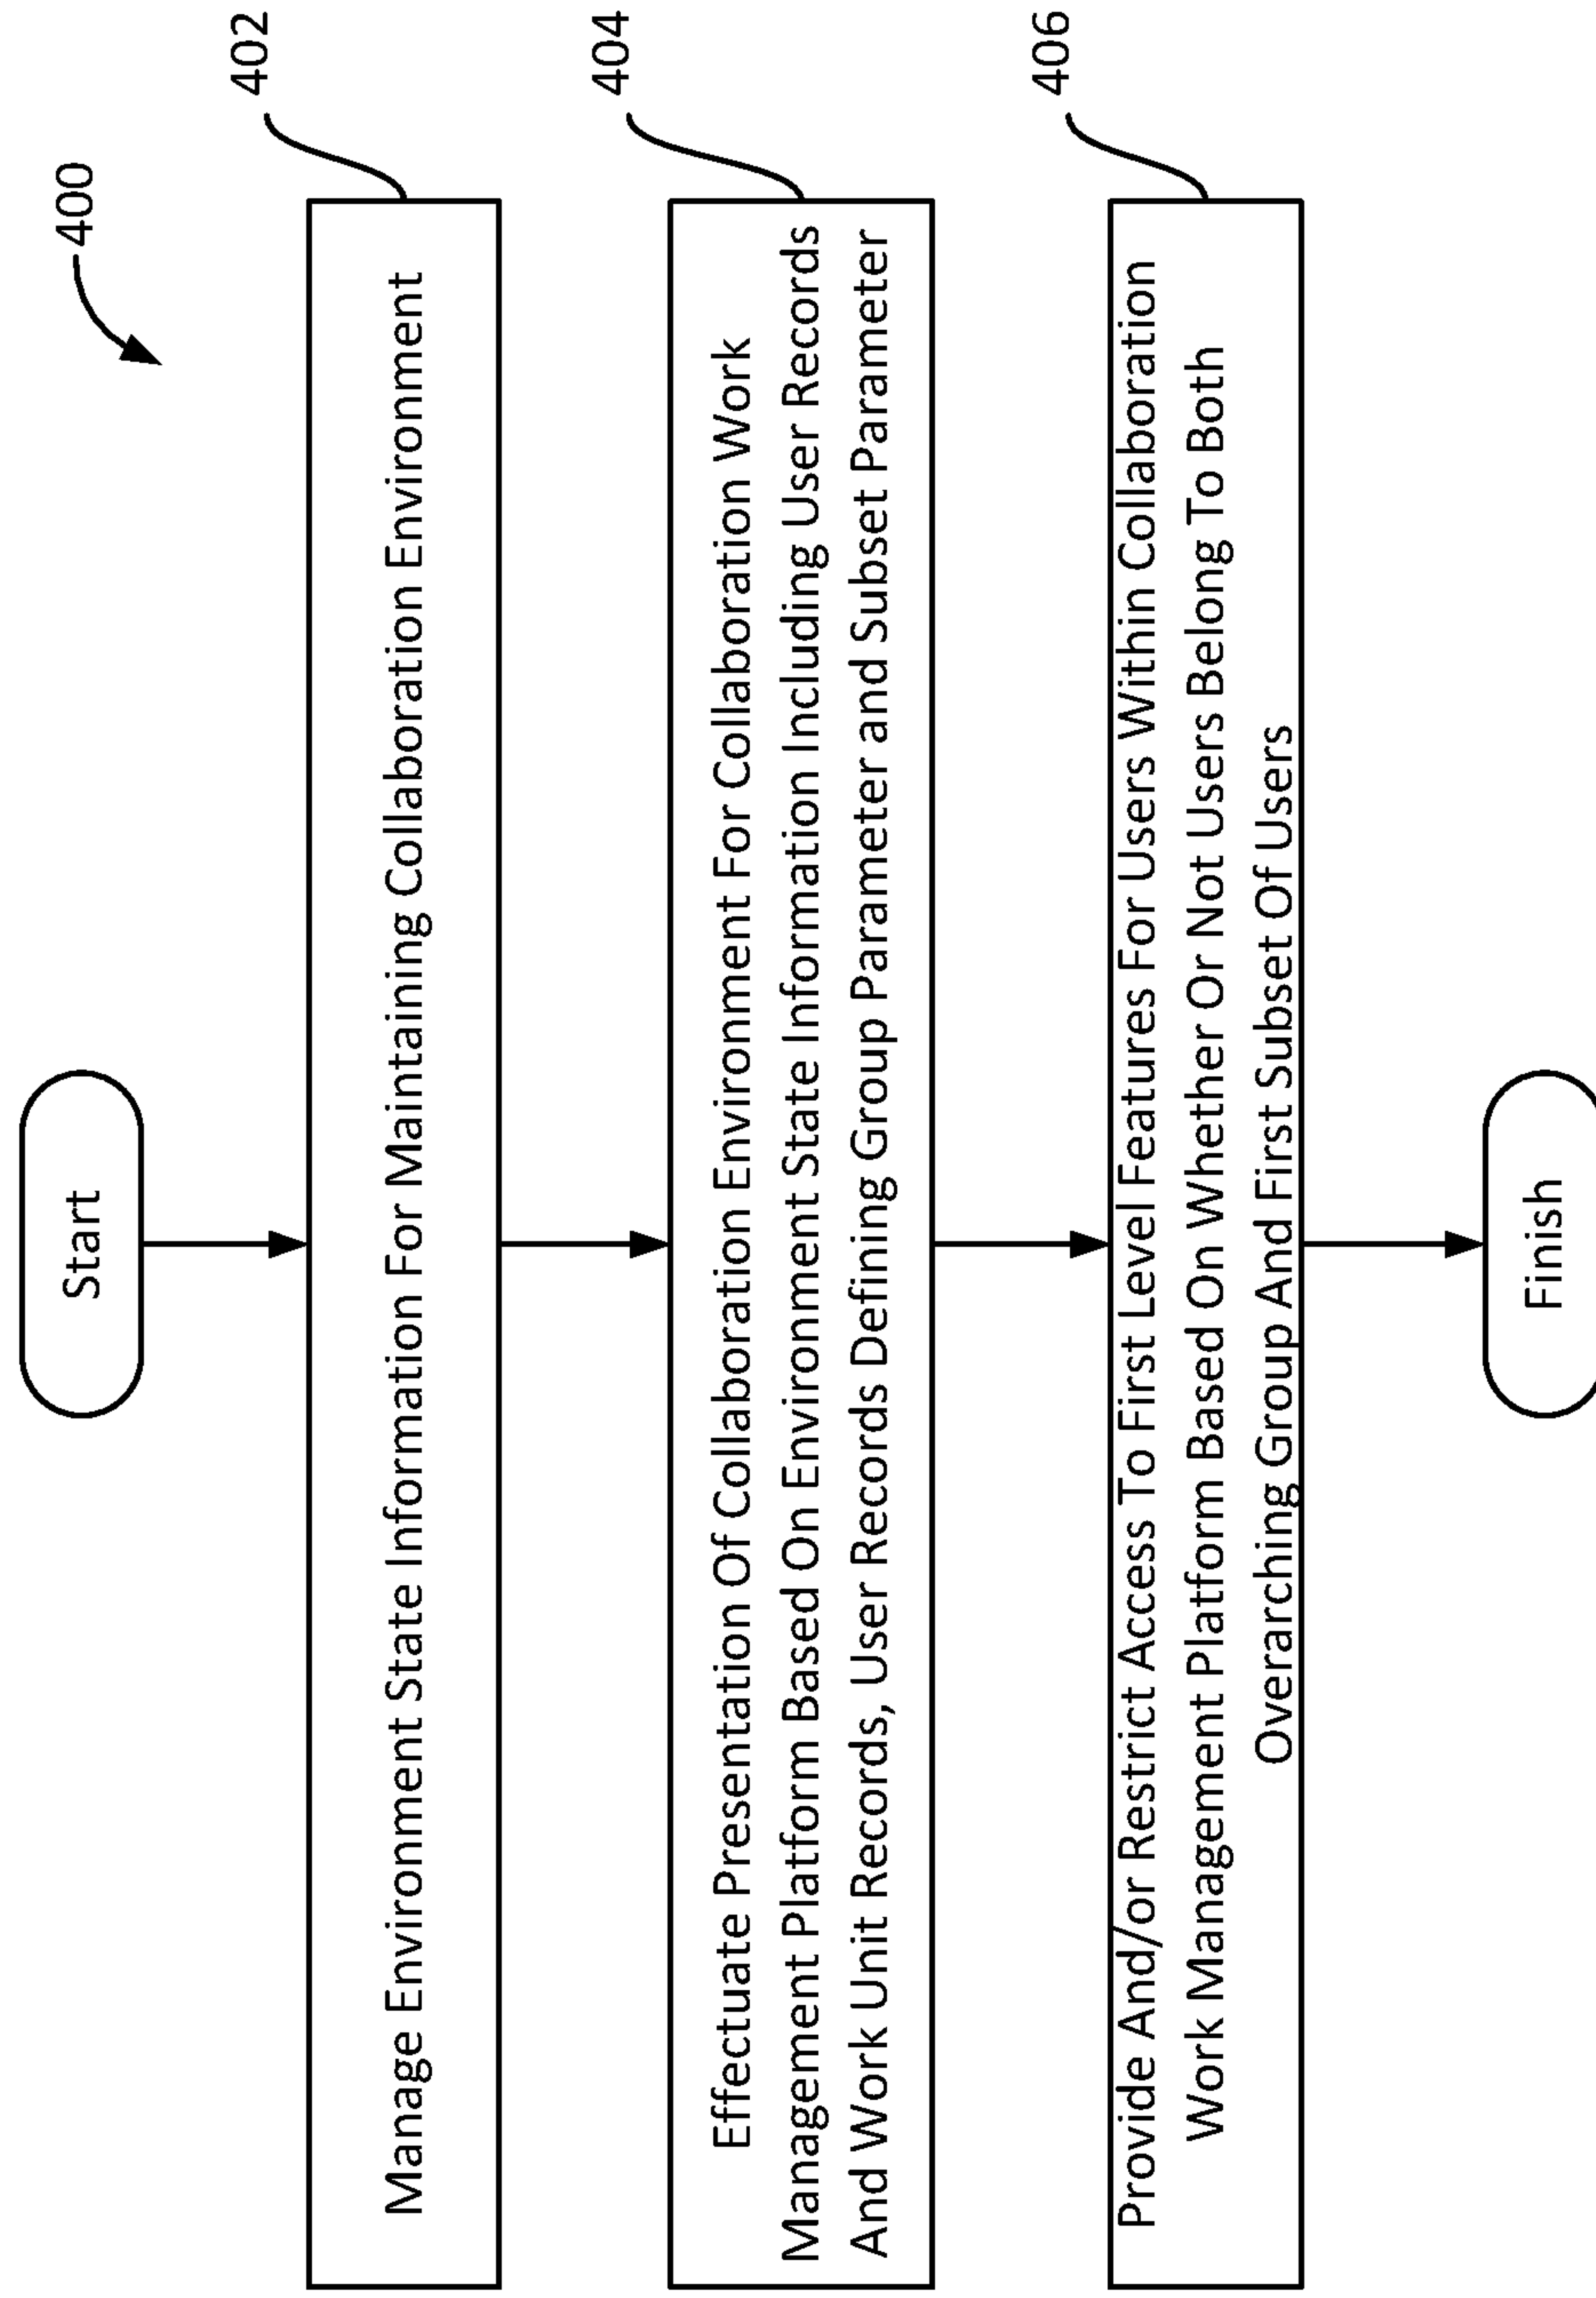 400
Start
402
Manage Environment State Information For Maintaining Collaboration Environment
404
Effectuate Presentation Of Collaboration Environment For Collaboration Work
Management Platform Based On Environment State Information Including User Records
And Work Unit Records, User Records Defining Group Parameter and Subset Parameter
406
Provide And/or Restrict Access To First Level Features For Users Within Collaboration
Work Management Platform Based On Whether Or Not Users Belong To Both
Overarching Group And First Subset Of Users
Finish